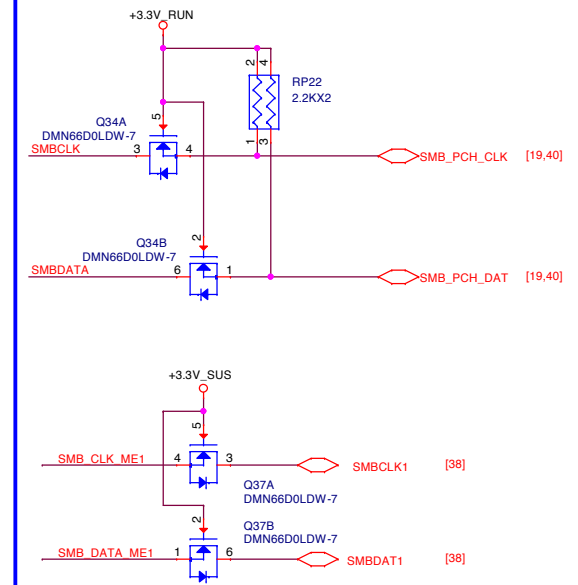 +3.3V_RUN
2
4
RP22
2.2KX2
1
3
Q34A
DMN66D0LDW-7
5
SMBCLK
3
4
SMB_PCH_CLK
[19,40]
Q34B
DMN66D0LDW-7
2
SMBDATA
6
1
SMB_PCH_DAT
[19,40]
+3.3V_SUS
5
SMB_CLK_ME1
4
3
SMBCLK1
[38]
Q37A
DMN66D0LDW-7
2
Q37B
DMN66D0LDW-7
SMB_DATA_ME1
1
6
SMBDAT1
[38]